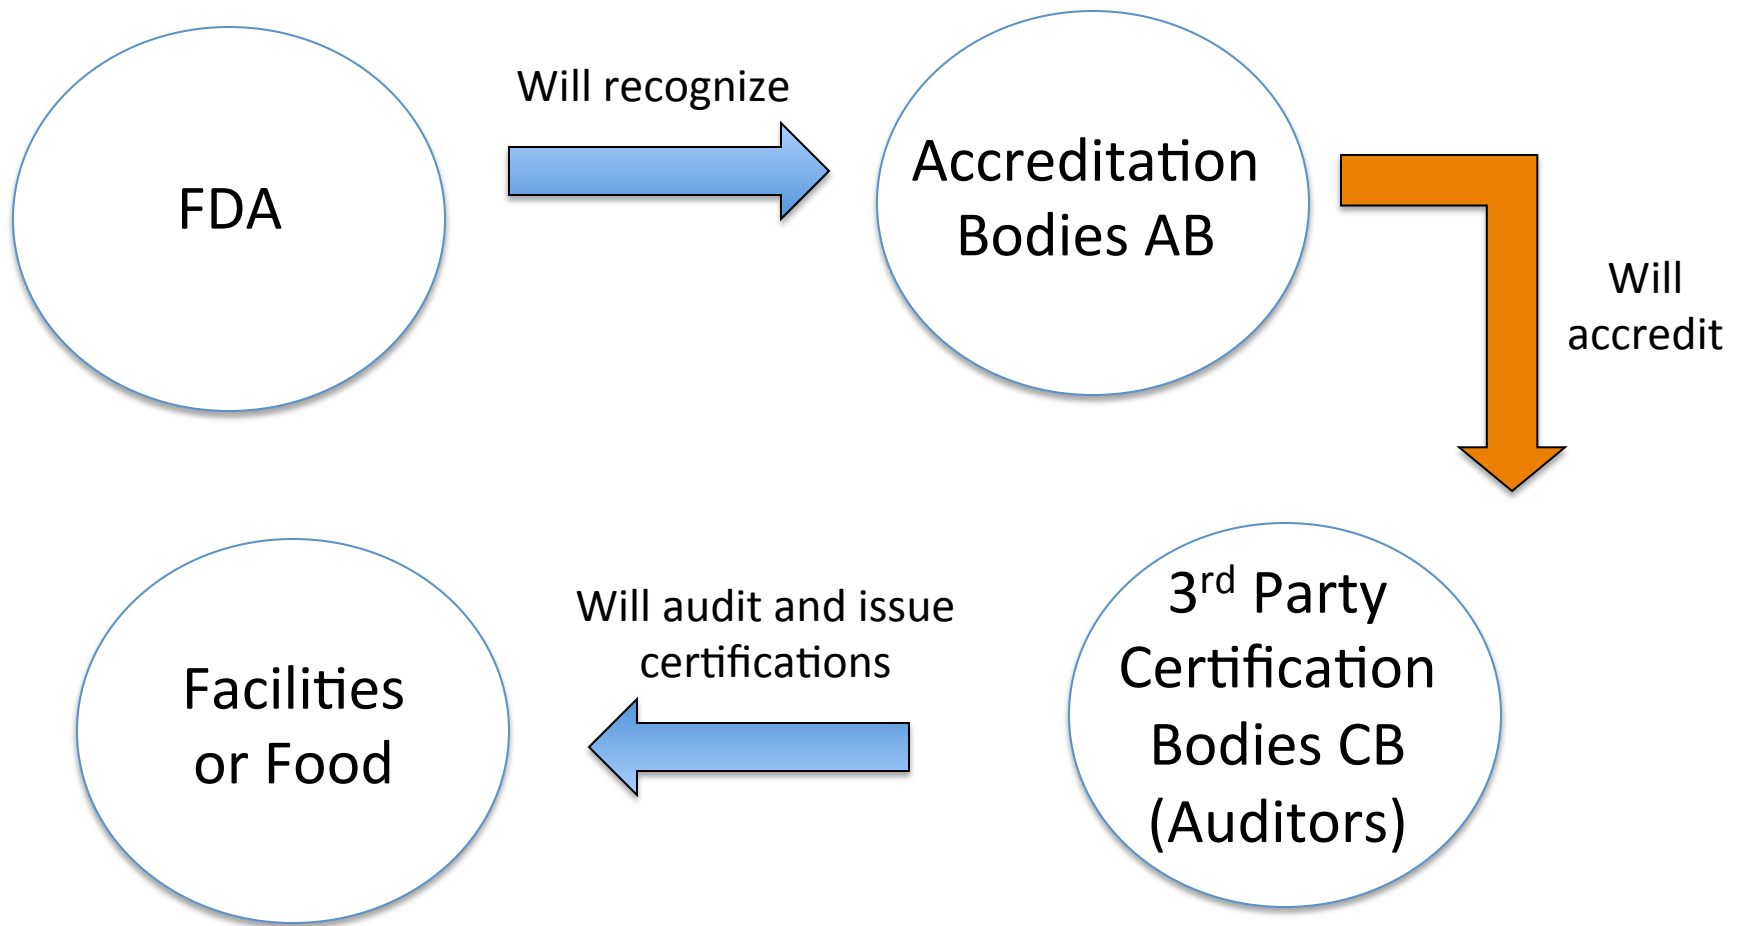 FDA
Will recognize
Accreditation
Bodies AB
Will
accredit
3rd Party
Certification
Bodies CB
(Auditors)
Will audit and issue
certifications
Facilities
or Food